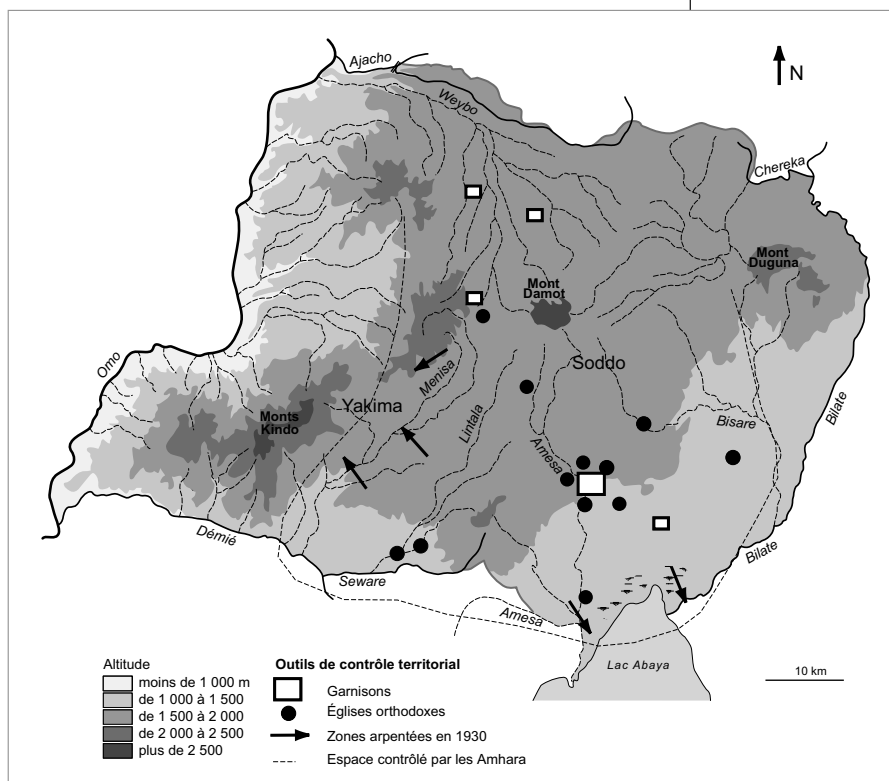 Ajacho
N
Weybo
Chereka
Mont
Duguna
Mont
Damot
Omo
Menisa
Soddo
Yakima
Monts
Kindo
Lintala
Bisare
Bilate
Amesa
Démié
Bilate
Seware
Amesa
Lac Abaya
10 km
Altitude
moins de 1 000 m
de 1 000 à 1 500
de 1 500 à 2 000
de 2 000 à 2 500
plus de 2 500
Outils de contrôle territorial
Garnisons
Églises orthodoxes
Zones arpentées en 1930
Espace contrôlé par les Amhara